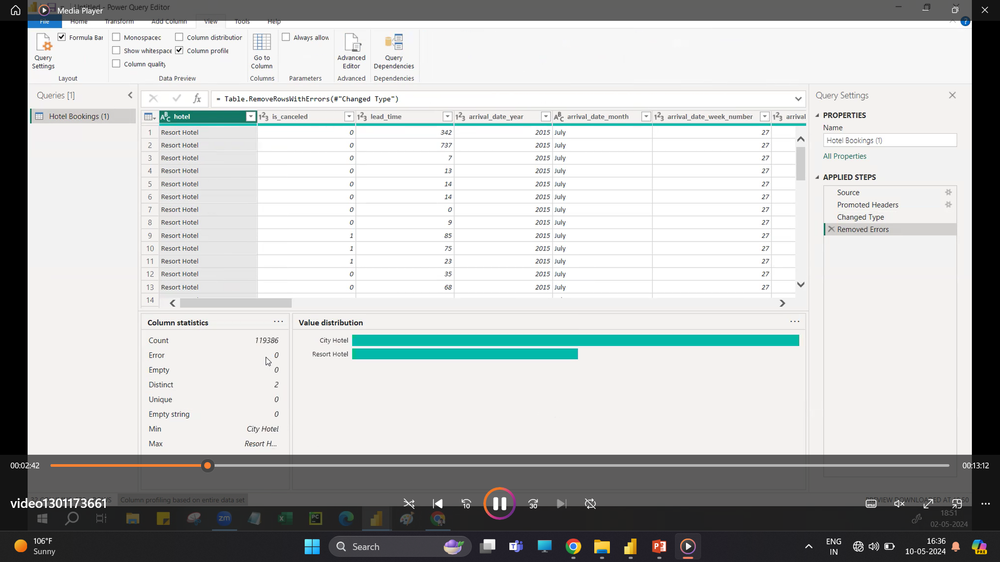 Untitled - Power Query Editor
Media Player
File Home Transform Add Column View Tools Help
Query Settings
Formula Bar
Monospacec
Show whitespace
Column quality
Column distribution
Column profile
Go to Column
Always allow
Advanced Editor
Query Dependencies
Layout Data Preview Columns Parameters Advanced Dependencies
Queries [1]
Hotel Bookings (1)
fx
= Table.RemoveRowsWithErrors(#"Changed Type")
hotel is_canceled lead_time arrival_date_year arrival_date_month arrival_date_week_number arrival
1 Resort Hotel 0 342 2015 July 27
2 Resort Hotel 0 737 2015 July 27
3 Resort Hotel 0 7 2015 July 27
4 Resort Hotel 0 13 2015 July 27
5 Resort Hotel 0 14 2015 July 27
6 Resort Hotel 0 14 2015 July 27
7 Resort Hotel 0 0 2015 July 27
8 Resort Hotel 0 9 2015 July 27
9 Resort Hotel 1 85 2015 July 27
10 Resort Hotel 1 75 2015 July 27
11 Resort Hotel 1 23 2015 July 27
12 Resort Hotel 0 35 2015 July 27
13 Resort Hotel 0 68 2015 July 27
14
Column statistics
Count 119386
Error 0
Empty 0
Distinct 2
Unique 0
Empty string 0
Min City Hotel
Max Resort H...
Value distribution
City Hotel
Resort Hotel
Query Settings
PROPERTIES
Name
Hotel Bookings (1)
All Properties
APPLIED STEPS
Source
Promoted Headers
Changed Type
Removed Errors
00:02:42
00:13:12
video1301173661
Column profiling based on entire data set
PREVIEW DOWNLOADED AT 18:50
10
30
18:51
02-05-2024
106°F
Sunny
Search
ENG
IN
16:36
10-05-2024